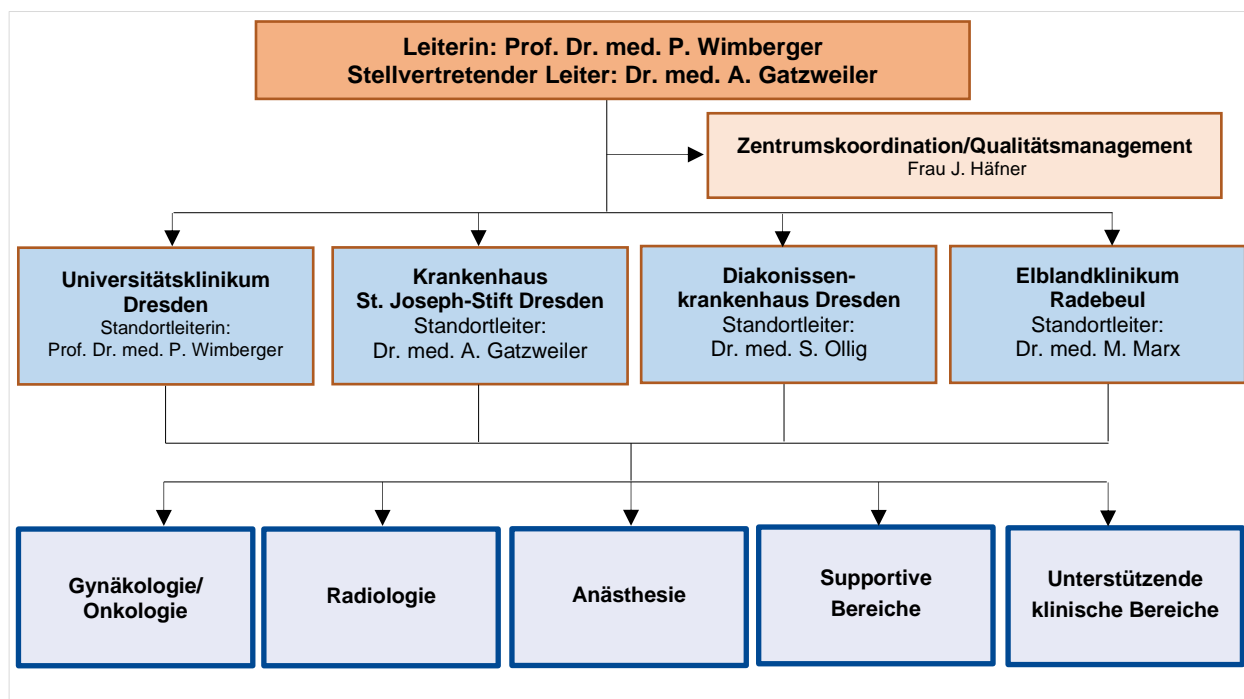 Leiterin: Prof. Dr. med. P. Wimberger
Stellvertretender Leiter: Dr. med. A. Gatzweiler
Zentrumskoordination/Qualitätsmanagement
Frau J. Häfner
Universitätsklinikum
Dresden
Standortleiterin:
Prof. Dr. med. P. Wimberger
Krankenhaus
St. Joseph-Stift Dresden
Standortleiter:
Dr. med. A. Gatzweiler
Diakonissen-
krankenhaus Dresden
Standortleiter:
Dr. med. S. Ollig
Elblandklinikum
Radebeul
Standortleiter:
Dr. med. M. Marx
Gynäkologie/
Onkologie
Radiologie
Anästhesie
Supportive
Bereiche
Unterstützende
klinische Bereiche